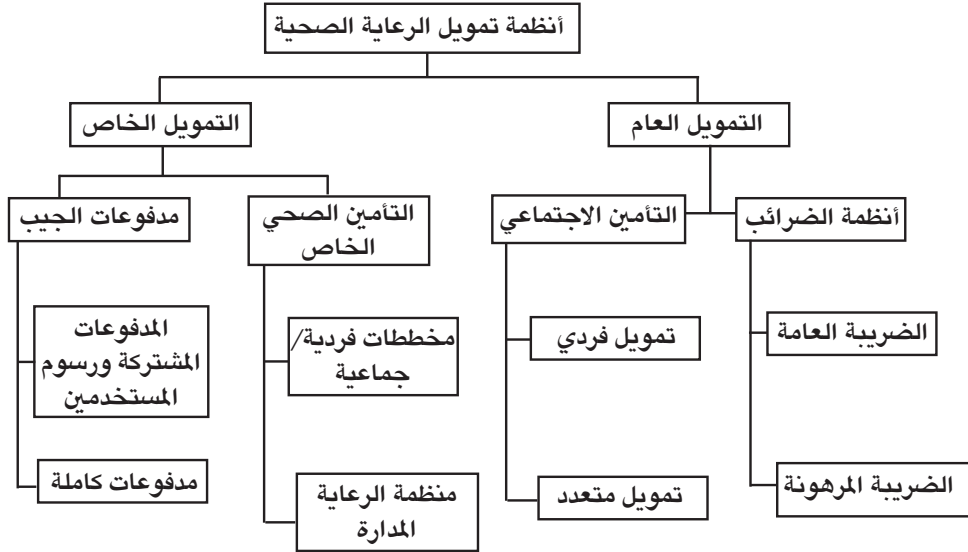 أنظمة تمويل الرعاية الصحية
التمويل العام
التمويل الخاص
أنظمة الضرائب
التأمين الاجتماعي
التأمين الصحي
الخاص
مدفوعات الجيب
الضريبة العامة
تمويل فردي
مخططات فردية/
جماعية
المدفوعات
المشتركة ورسوم
المستخدمين
الضريبة المرهونة
تمويل متعدد
منظمة الرعاية
المدارة
مدفوعات كاملة